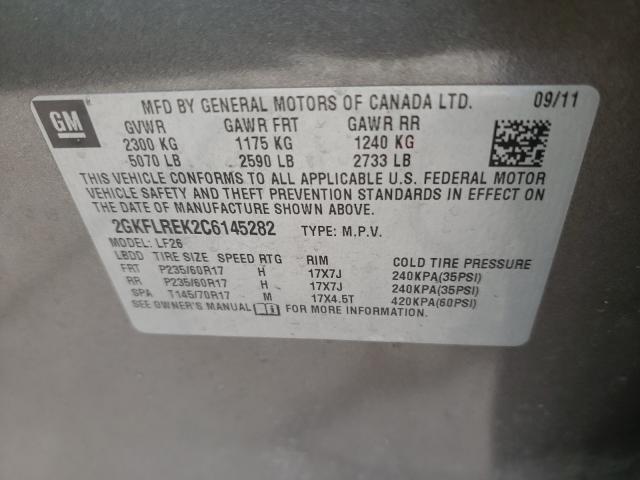 GM MFD BY GENERAL MOTORS OF CANADA LTD. 09/11
GVWR GAWR FRT GAWR RR
2300 KG 1175 KG 1240 KG
5070 LB 2590 LB 2733 LB
THIS VEHICLE CONFORMS TO ALL APPLICABLE U.S. FEDERAL MOTOR
VEHICLE SAFETY AND THEFT PREVENTION STANDARDS IN EFFECT ON
THE DATE OF MANUFACTURE SHOWN ABOVE.
2GKFLREK2C6145282 TYPE: M.P.V.
MODEL: LF26
LBDD TIRE SIZE SPEED RTG RIM COLD TIRE PRESSURE
FRT P235/60R17 H 17X7J 240KPA(35PSI)
RR P235/60R17 H 17X7J 240KPA(35PSI)
SPA T145/70R17 M 17X4.5T 420KPA(60PSI)
SEE OWNER'S MANUAL FOR MORE INFORMATION.